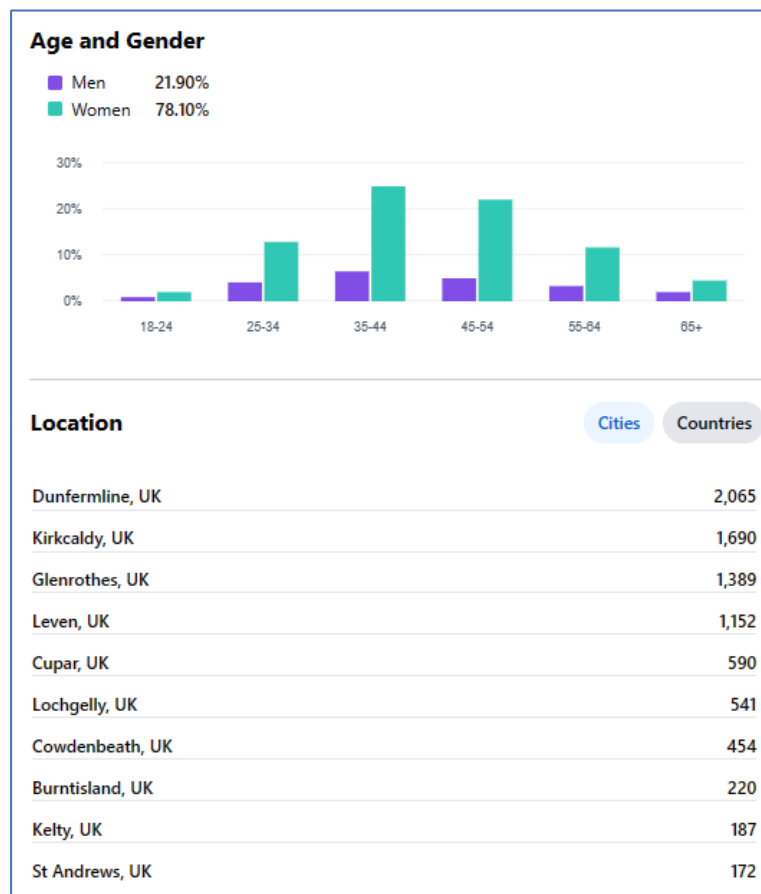 Age and Gender
Men 21.90%
Women 78.10%
30%
20%
10%
0%
18-24 25-34 35-44 45-54 55-64 65+
Location Cities Countries
Dunfermline, UK 2,065
Kirkcaldy, UK 1,690
Glenrothes, UK 1,389
Leven, UK 1,152
Cupar, UK 590
Lochgelly, UK 541
Cowdenbeath, UK 454
Burntisland, UK 220
Kelty, UK 187
St Andrews, UK 172